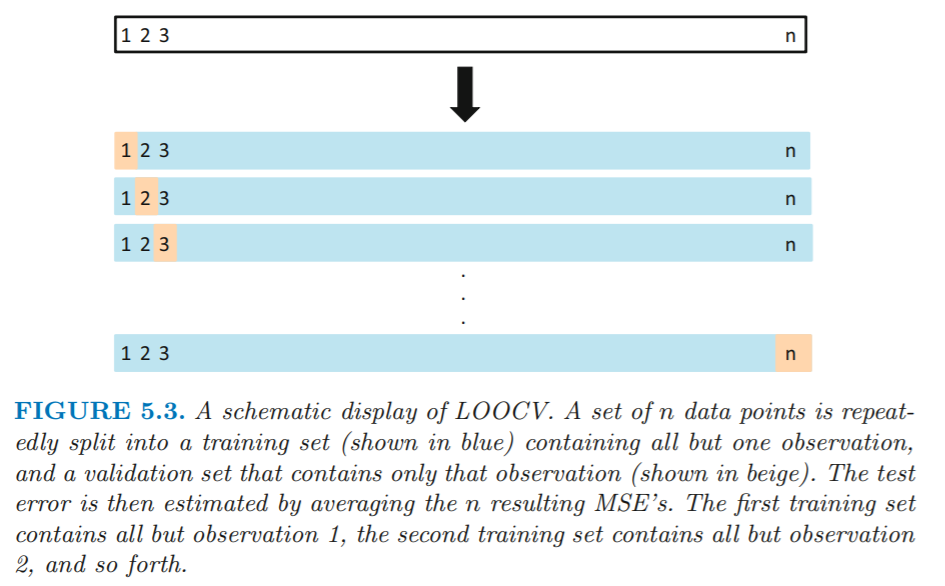 1 2 3 n
1 2 3 n
1 2 3 n
1 2 3 n
.
.
.
1 2 3 n
FIGURE 5.3. A schematic display of LOOCV. A set of n data points is repeat-
edly split into a training set (shown in blue) containing all but one observation,
and a validation set that contains only that observation (shown in beige). The test
error is then estimated by averaging the n resulting MSE's. The first training set
contains all but observation 1, the second training set contains all but observation
2, and so forth.